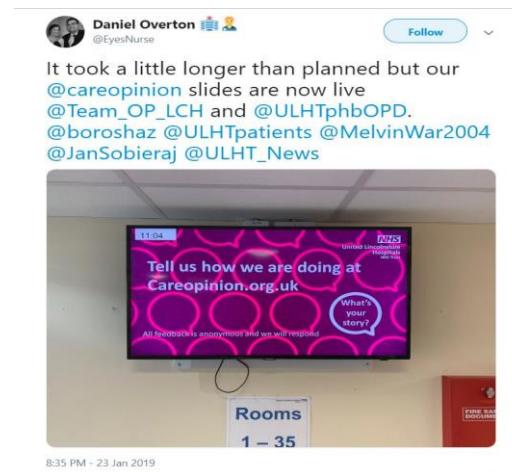 Daniel Overton
@EyesNurse
Follow
It took a little longer than planned but our
@careopinion slides are now live
@Team_OP_LCH and @ULHTphbOPD.
@boroshaz @ULHTpatients @MelvinWar2004
@JanSobieraj @ULHT_News
11:04
NHS
United Lincolnshire
Hospitals
NHS Trust
Tell us how we are doing at
Careopinion.org.uk
What's
your
story?
All feedback is anonymous and we will respond
Rooms
1 – 35
FIRE
8:35 PM - 23 Jan 2019